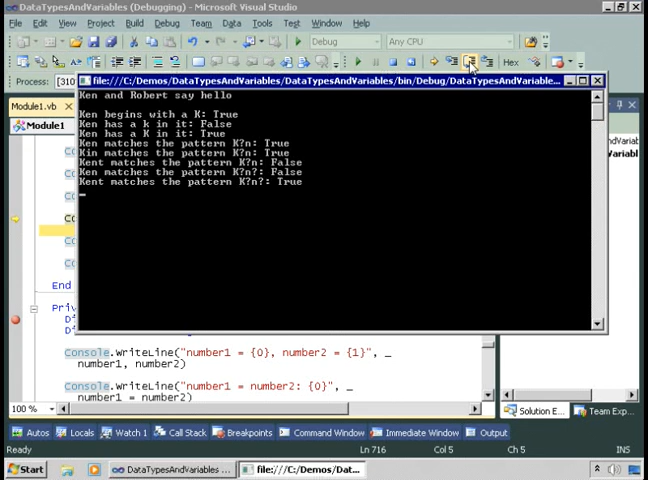 DataTypesAndVariables (Debugging) - Microsoft Visual Studio
File Edit View Project Build Debug Team Data Tools Test Window Help
Debug Any CPU
Hex
Process: [310
file:///C:/Demos/DataTypesAndVariables/DataTypesAndVariables/bin/Debug/DataTypesAndVariable...
Module1.vb
Module1
Ken and Robert say hello
Ken begins with a K: True
Ken has a k in it: False
Ken has a K in it: True
Ken matches the pattern K?n: True
Kin matches the pattern K?n: True
Kent matches the pattern K?n: False
Ken matches the pattern K?n?: False
Kent matches the pattern K?n?: True
End
Priv
Console.WriteLine("number1 = {0}, number2 = {1}", _
number1, number2)
Console.WriteLine("number1 = number2: {0}", _
number1 = number2)
100 %
Solution E... Team Exp...
Autos Locals Watch 1 Call Stack Breakpoints Command Window Immediate Window Output
Ready Ln 716 Col 5 Ch 5 INS
Start DataTypesAndVariables ... file:///C:/Demos/Dat...